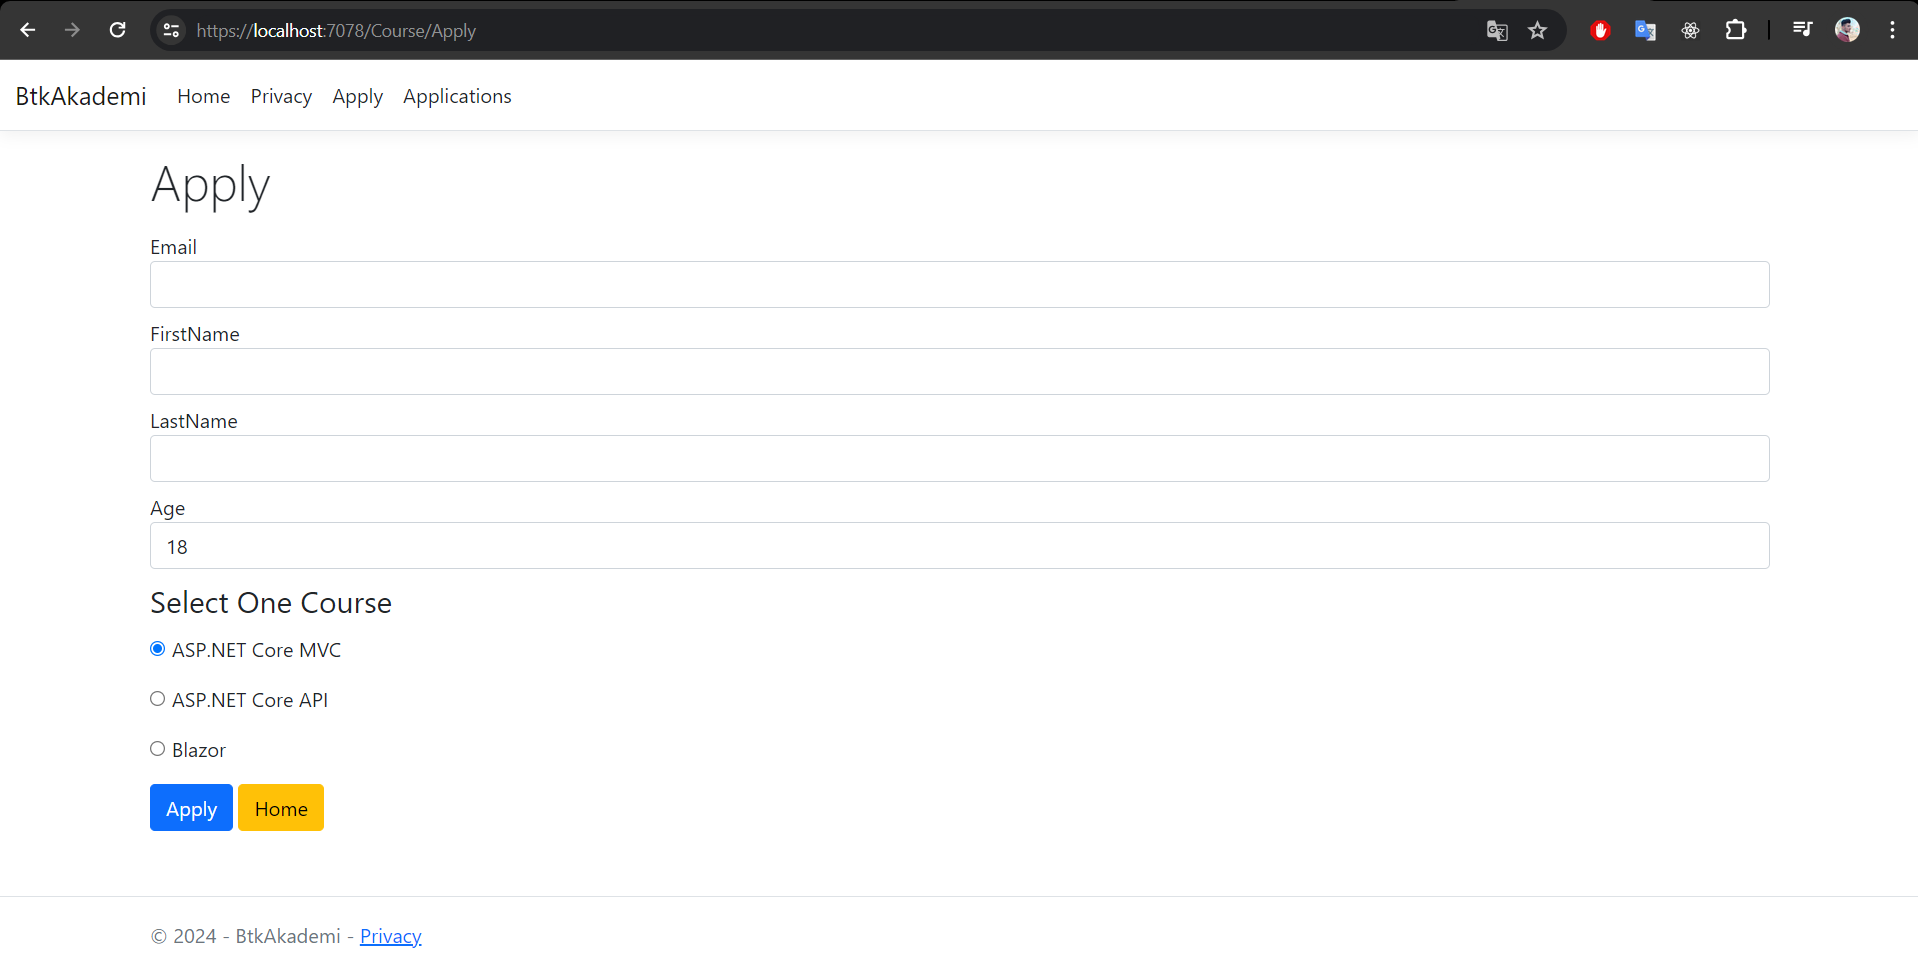 https://localhost:7078/Course/Apply
BtkAkademi Home Privacy Apply Applications
Apply
Email
FirstName
LastName
Age
18
Select One Course
ASP.NET Core MVC
ASP.NET Core API
Blazor
Apply Home
© 2024 - BtkAkademi - Privacy